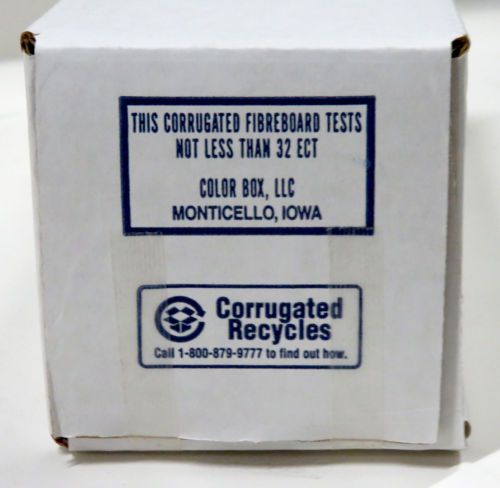 THIS CORRUGATED FIBREBOARD TESTS
NOT LESS THAN 32 ECT
COLOR BOX, LLC
MONTICELLO, IOWA
Corrugated
Recycles
Call 1-800-879-9777 to find out how.